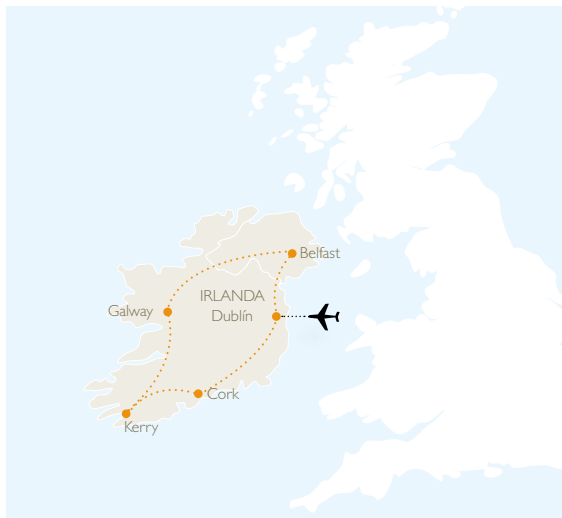 Belfast
IRLANDA
Galway
Dublín
Cork
Kerry